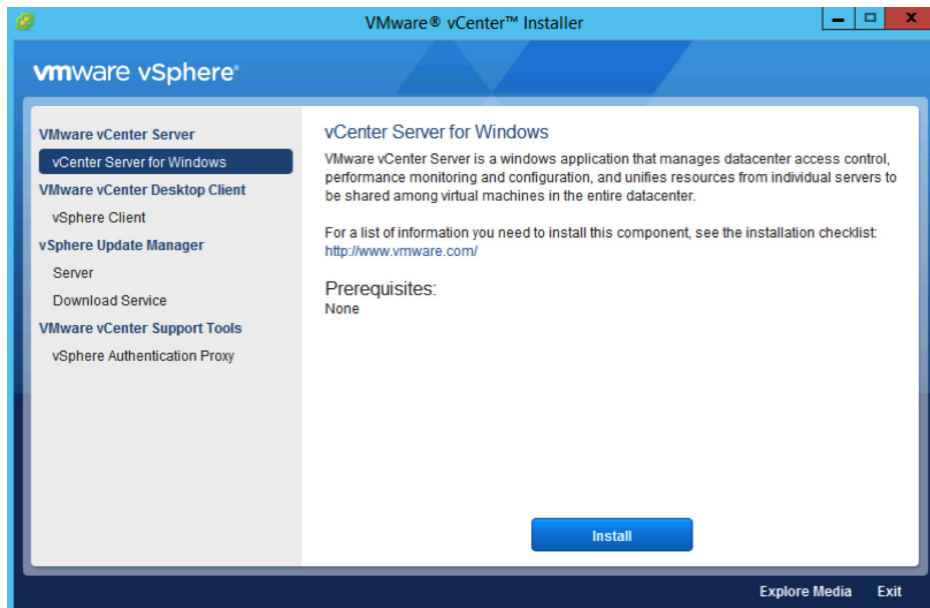 VMware® vCenter™ Installer
vmware vSphere®
VMware vCenter Server
vCenter Server for Windows
VMware vCenter Desktop Client
vSphere Client
vSphere Update Manager
Server
Download Service
VMware vCenter Support Tools
vSphere Authentication Proxy
vCenter Server for Windows
VMware vCenter Server is a windows application that manages datacenter access control,
performance monitoring and configuration, and unifies resources from individual servers to
be shared among virtual machines in the entire datacenter.
For a list of information you need to install this component, see the installation checklist:
http://www.vmware.com/
Prerequisites:
None
Install
Explore Media Exit